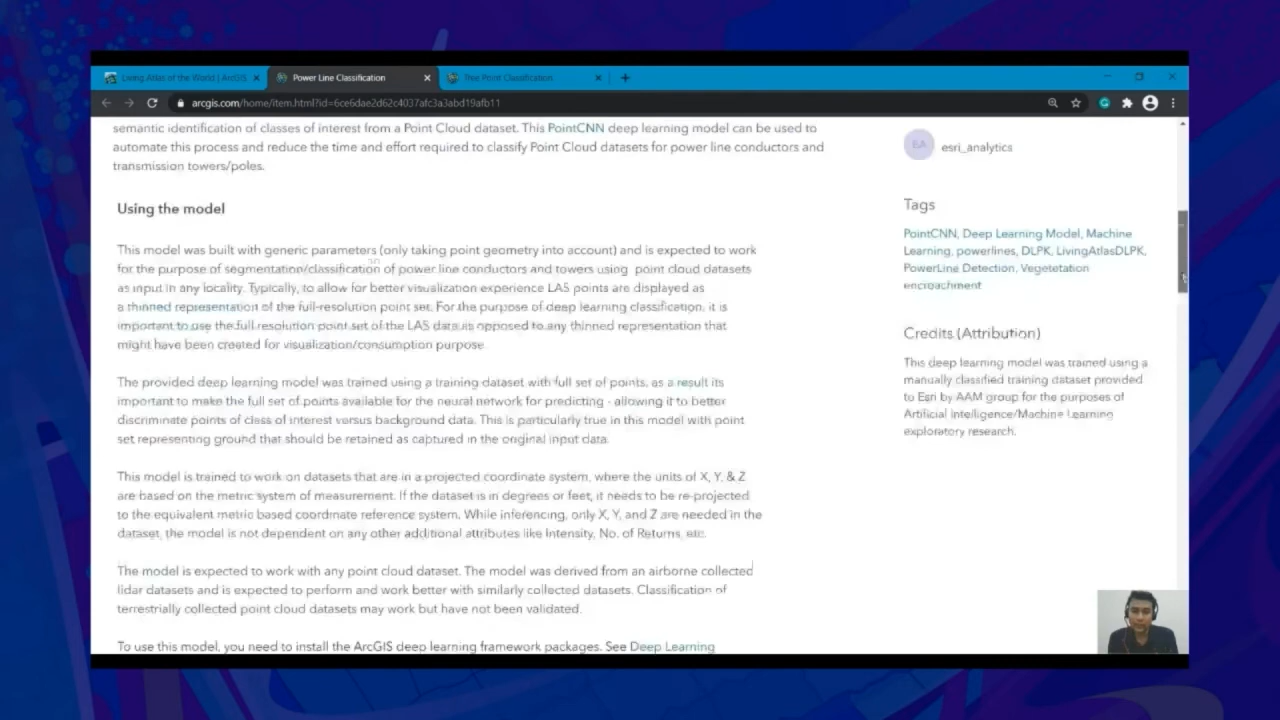 Living Atlas of the World | ArcGIS
Power Line Classification
Tree Point Classification
arcgis.com/home/item.html?id=6ce6dae2d62c4037afc3a3abd19afb11
semantic identification of classes of interest from a Point Cloud dataset. This PointCNN deep learning model can be used to
automate this process and reduce the time and effort required to classify Point Cloud datasets for power line conductors and
transmission towers/poles.
Using the model
This model was built with generic parameters (only taking point geometry into account) and is expected to work
for the purpose of segmentation/classification of power line conductors and towers using point cloud datasets
as input in any locality. Typically, to allow for better visualization experience LAS points are displayed as
a thinned representation of the full-resolution point set. For the purpose of deep learning classification, it is
important to use the full resolution point set of the LAS data as opposed to any thinned representation that
might have been created for visualization/consumption purpose.
The provided deep learning model was trained using a training dataset with full set of points, as a result its
important to make the full set of points available for the neural network for predicting - allowing it to better
discriminate points of class of interest versus background data. This is particularly true in this model with point
set representing ground that should be retained as captured in the original input data.
This model is trained to work on datasets that are in a projected coordinate system, where the units of X, Y, & Z
are based on the metric system of measurement. If the dataset is in degrees or feet, it needs to be re-projected
to the equivalent metric based coordinate reference system. While inferencing, only X, Y, and Z are needed in the
dataset, the model is not dependent on any other additional attributes like Intensity, No. of Returns, etc.
The model is expected to work with any point cloud dataset. The model was derived from an airborne collected
lidar datasets and is expected to perform and work better with similarly collected datasets. Classification of
terrestrially collected point cloud datasets may work but have not been validated.
To use this model, you need to install the ArcGIS deep learning framework packages. See Deep Learning
EA
esri_analytics
Tags
PointCNN, Deep Learning Model, Machine
Learning, powerlines, DLPK, LivingAtlasDLPK,
PowerLine Detection, Vegetetation
encroachment
Credits (Attribution)
This deep learning model was trained using a
manually classified training dataset provided
to Esri by AAM group for the purposes of
Artificial Intelligence/Machine Learning
exploratory research.